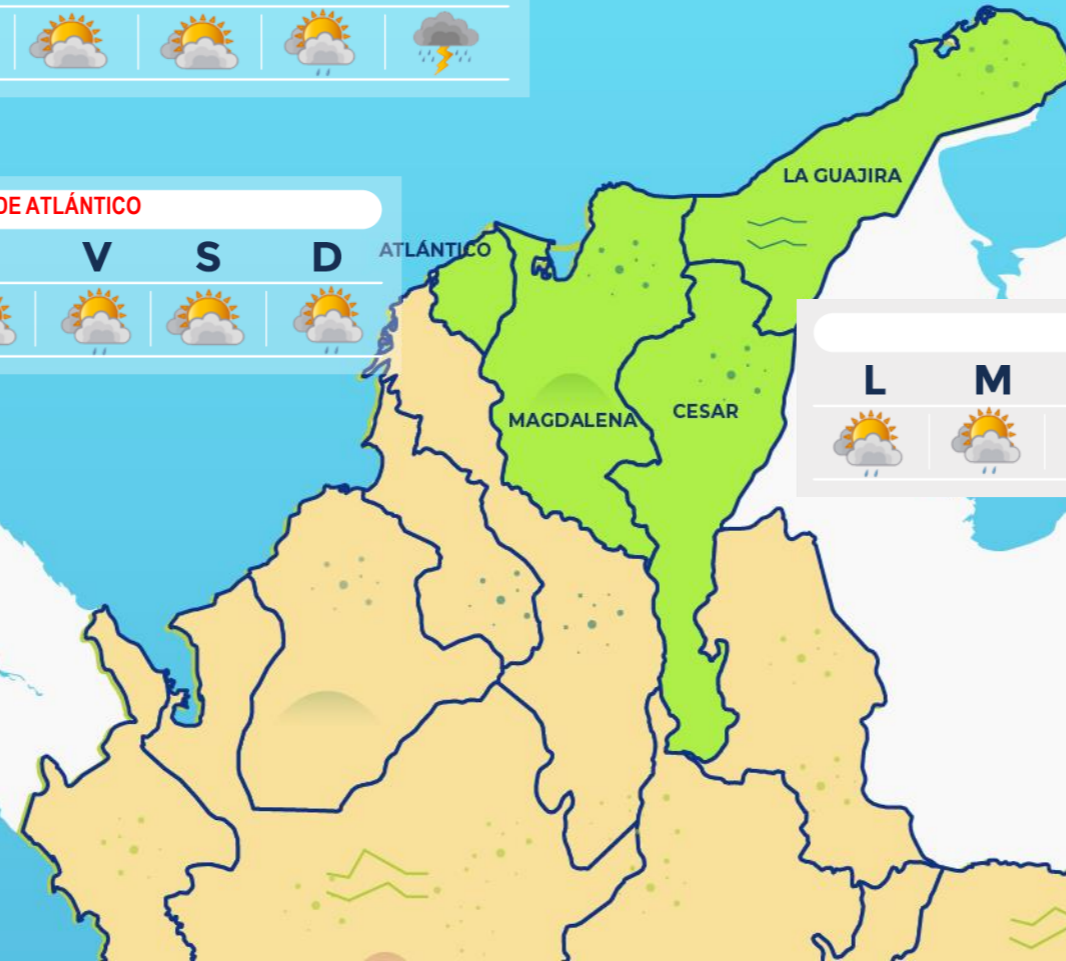 LA GUAJIRA
DE ATLÁNTICO
V S D
ATLÁNTICO
L M
MAGDALENA
CESAR